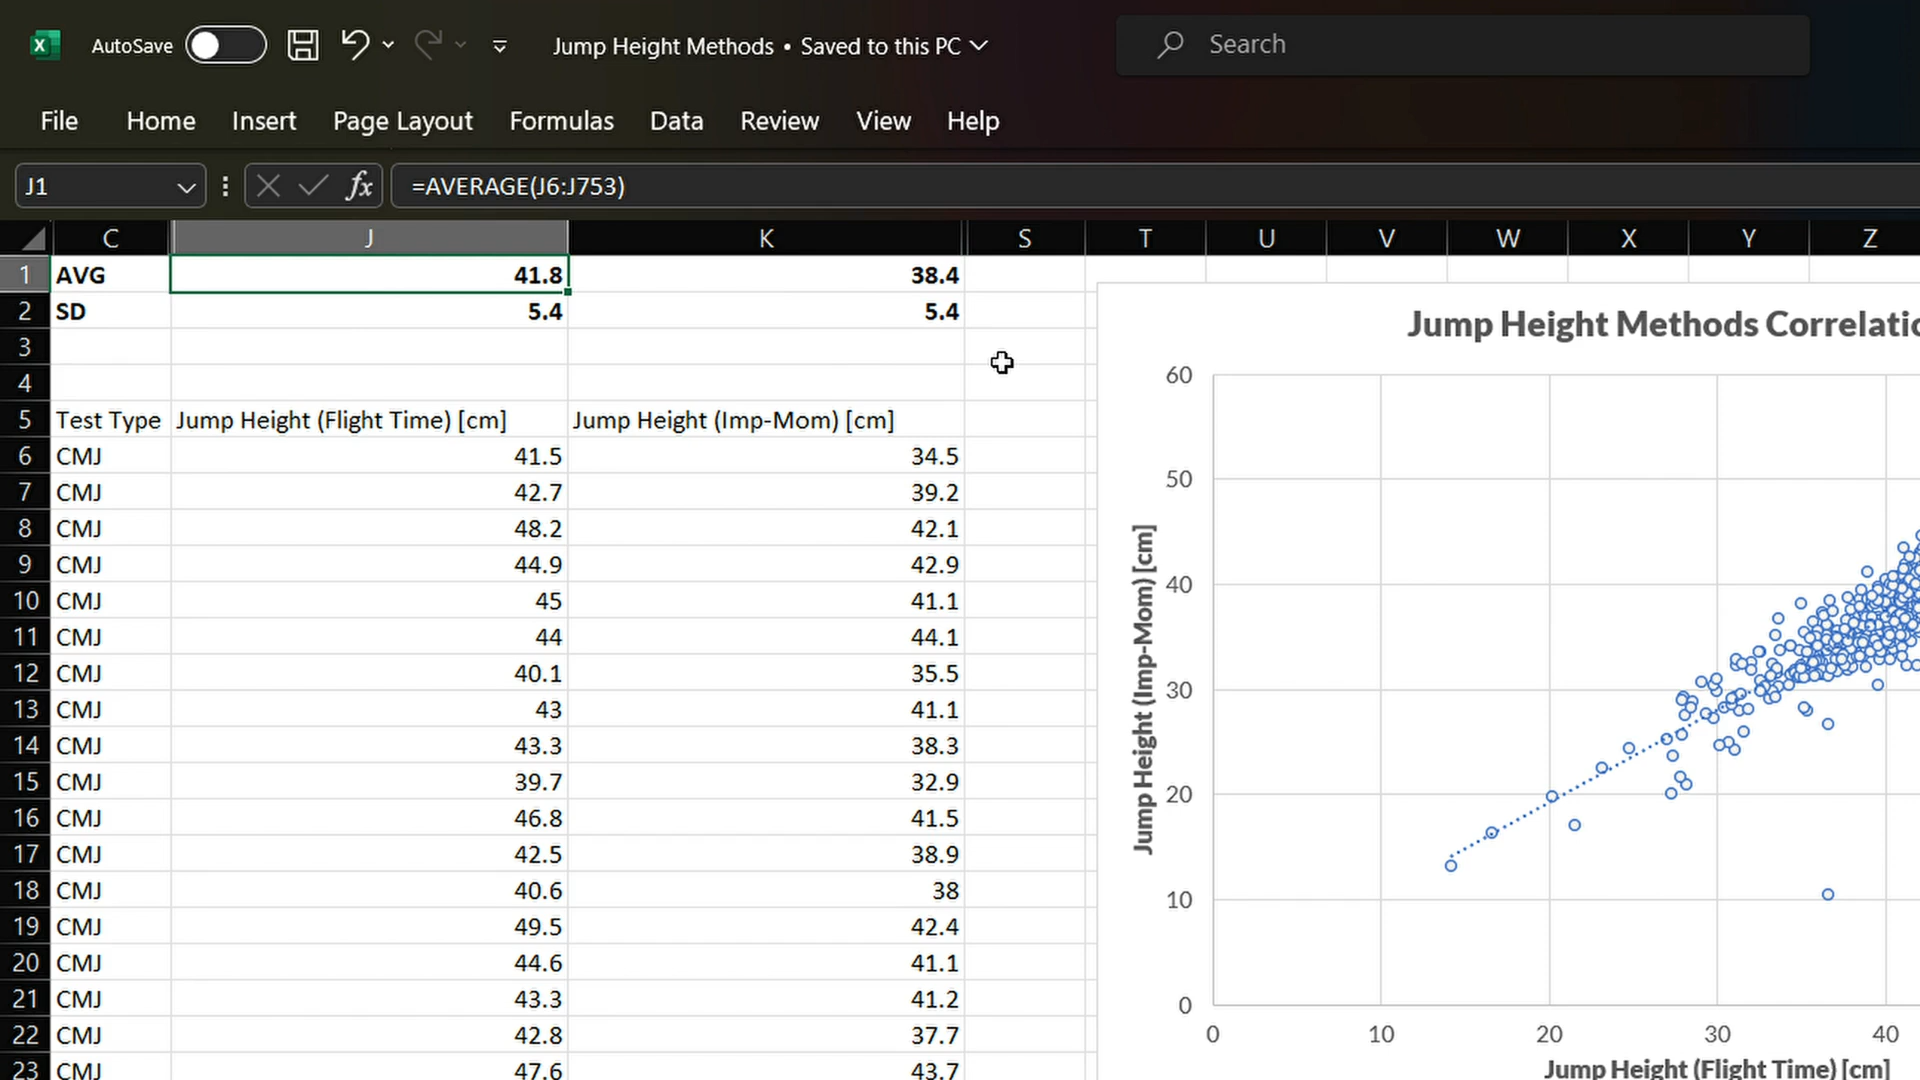 X AutoSave Jump Height Methods • Saved to this PC Search
File Home Insert Page Layout Formulas Data Review View Help
J1 fx =AVERAGE(J6:J753)
C J K S T U V W X Y Z
1 AVG 41.8 38.4
2 SD 5.4 5.4
3
4
5 Test Type Jump Height (Flight Time) [cm] Jump Height (Imp-Mom) [cm]
6 CMJ 41.5 34.5
7 CMJ 42.7 39.2
8 CMJ 48.2 42.1
9 CMJ 44.9 42.9
10 CMJ 45 41.1
11 CMJ 44 44.1
12 CMJ 40.1 35.5
13 CMJ 43 41.1
14 CMJ 43.3 38.3
15 CMJ 39.7 32.9
16 CMJ 46.8 41.5
17 CMJ 42.5 38.9
18 CMJ 40.6 38
19 CMJ 49.5 42.4
20 CMJ 44.6 41.1
21 CMJ 43.3 41.2
22 CMJ 42.8 37.7
23 CMJ 47.6 43.7
Jump Height Methods Correlatio
60
50
40
30
20
10
0
Jump Height (Imp-Mom) [cm]
0 10 20 30 40
Jump Height (Flight Time) [cm]